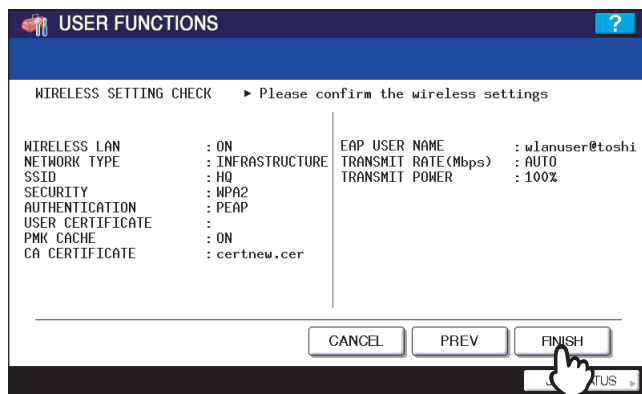 USER FUNCTIONS
?
WIRELESS SETTING CHECK ► Please confirm the wireless settings
WIRELESS LAN : ON
NETWORK TYPE : INFRASTRUCTURE
SSID : HQ
SECURITY : WPA2
AUTHENTICATION : PEAP
USER CERTIFICATE :
PMK CACHE : ON
CA CERTIFICATE : certnew.cer
EAP USER NAME : wlanuser@toshi
TRANSMIT RATE(Mbps) : AUTO
TRANSMIT POWER : 100%
CANCEL PREV FINISH